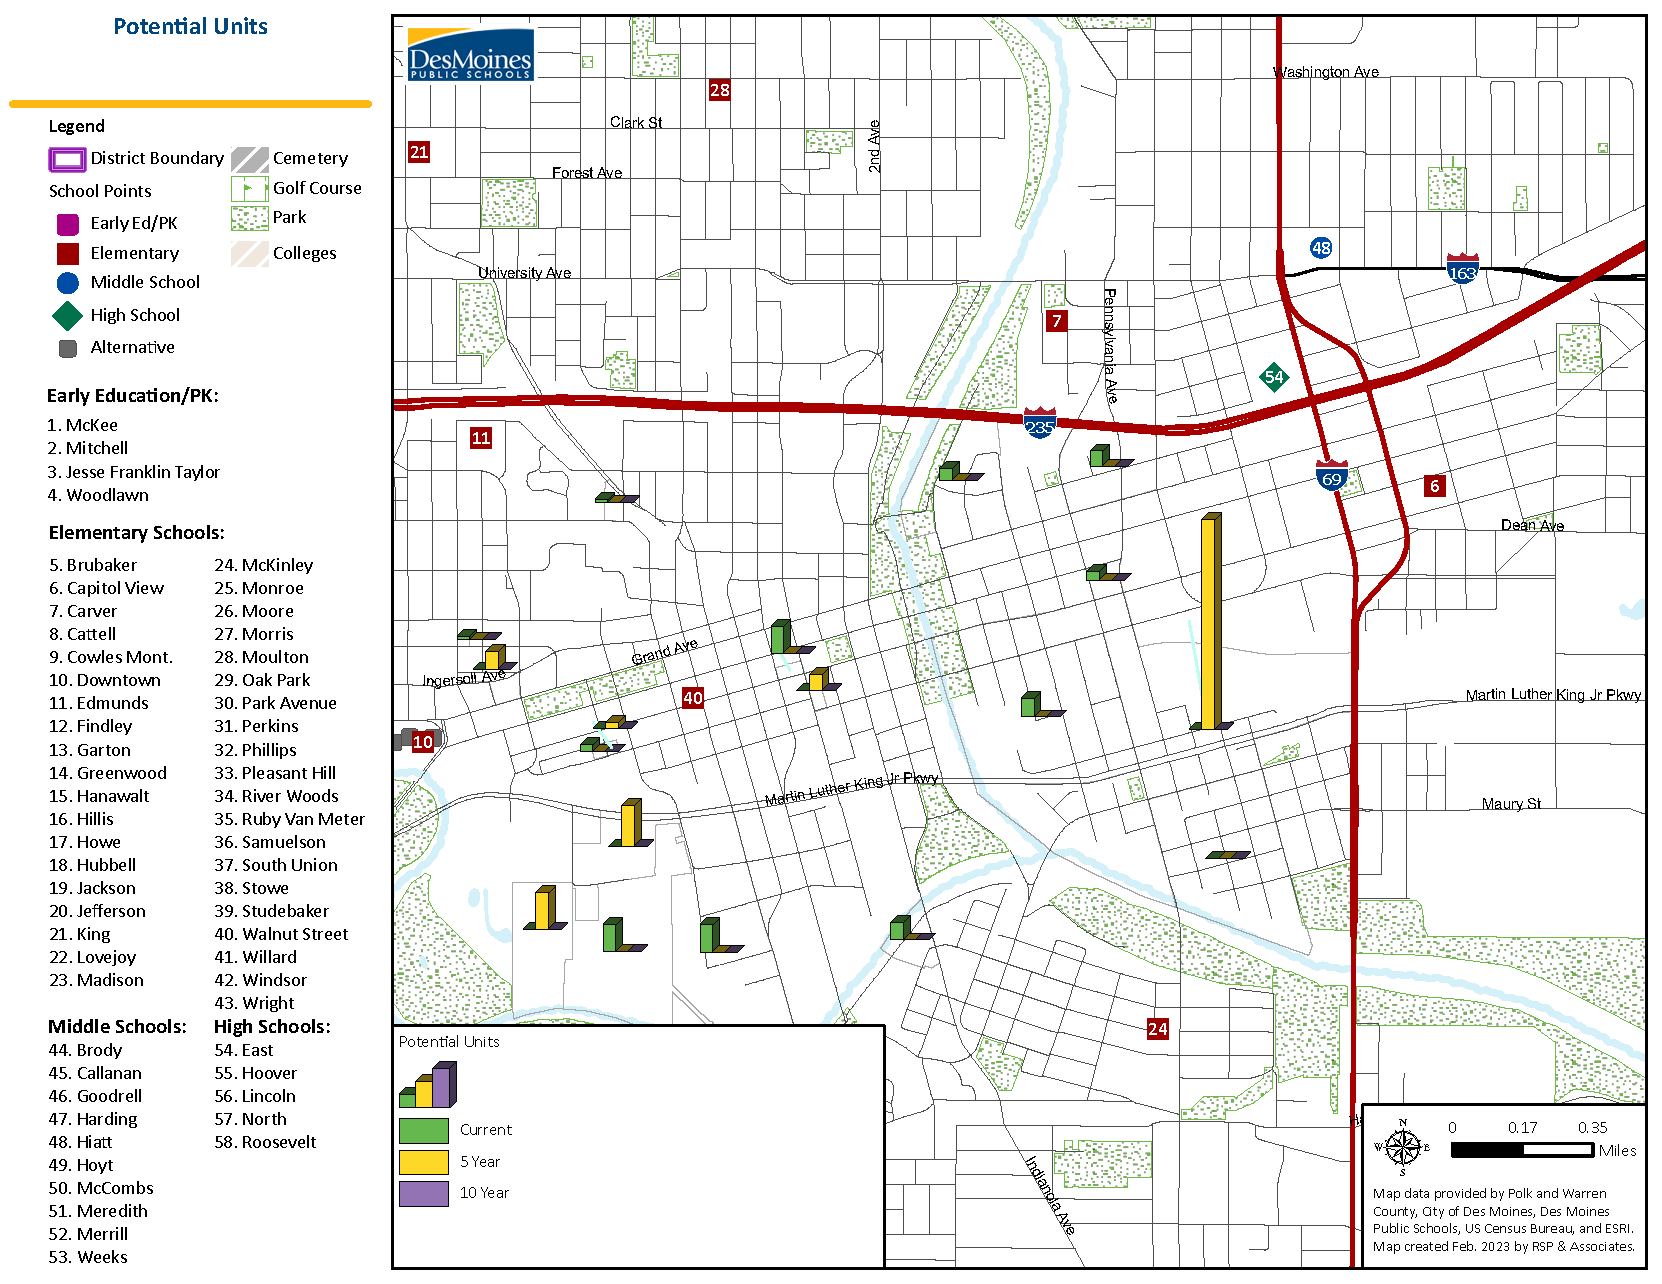 Potential Units
Legend
District Boundary
Cemetery
School Points
Golf Course
Early Ed/PK
Park
Elementary
Colleges
Middle School
High School
Alternative
Early Education/PK:
1. McKee
2. Mitchell
3. Jesse Franklin Taylor
4. Woodlawn
Elementary Schools:
5. Brubaker
6. Capitol View
7. Carver
8. Cattell
9. Cowles Mont.
10. Downtown
11. Edmunds
12. Findley
13. Garton
14. Greenwood
15. Hanawalt
16. Hillis
17. Howe
18. Hubbell
19. Jackson
20. Jefferson
21. King
22. Lovejoy
23. Madison
24. McKinley
25. Monroe
26. Moore
27. Morris
28. Moulton
29. Oak Park
30. Park Avenue
31. Perkins
32. Phillips
33. Pleasant Hill
34. River Woods
35. Ruby Van Meter
36. Samuelson
37. South Union
38. Stowe
39. Studebaker
40. Walnut Street
41. Willard
42. Windsor
43. Wright
Middle Schools:
44. Brody
45. Callanan
46. Goodrell
47. Harding
48. Hiatt
49. Hoyt
50. McCombs
51. Meredith
52. Merrill
53. Weeks
High Schools:
54. East
55. Hoover
56. Lincoln
57. North
58. Roosevelt
DesMoines
PUBLIC SCHOOLS
Washington Ave
28
Clark St
2nd Ave
21
Forest Ave
48
163
University Ave
Pennsylvania Ave
7
54
235
11
69
6
Dean Ave
Grand Ave
Ingersoll Ave
40
Martin Luther King Jr Pkwy
10
Martin Luther King Jr Pkwy
Maury St
24
Indianola Ave
Potential Units
Current
5 Year
10 Year
N
W
E
S
0
0.17
0.35
Miles
Map data provided by Polk and Warren
County, City of Des Moines, Des Moines
Public Schools, US Census Bureau, and ESRI.
Map created Feb. 2023 by RSP & Associates.